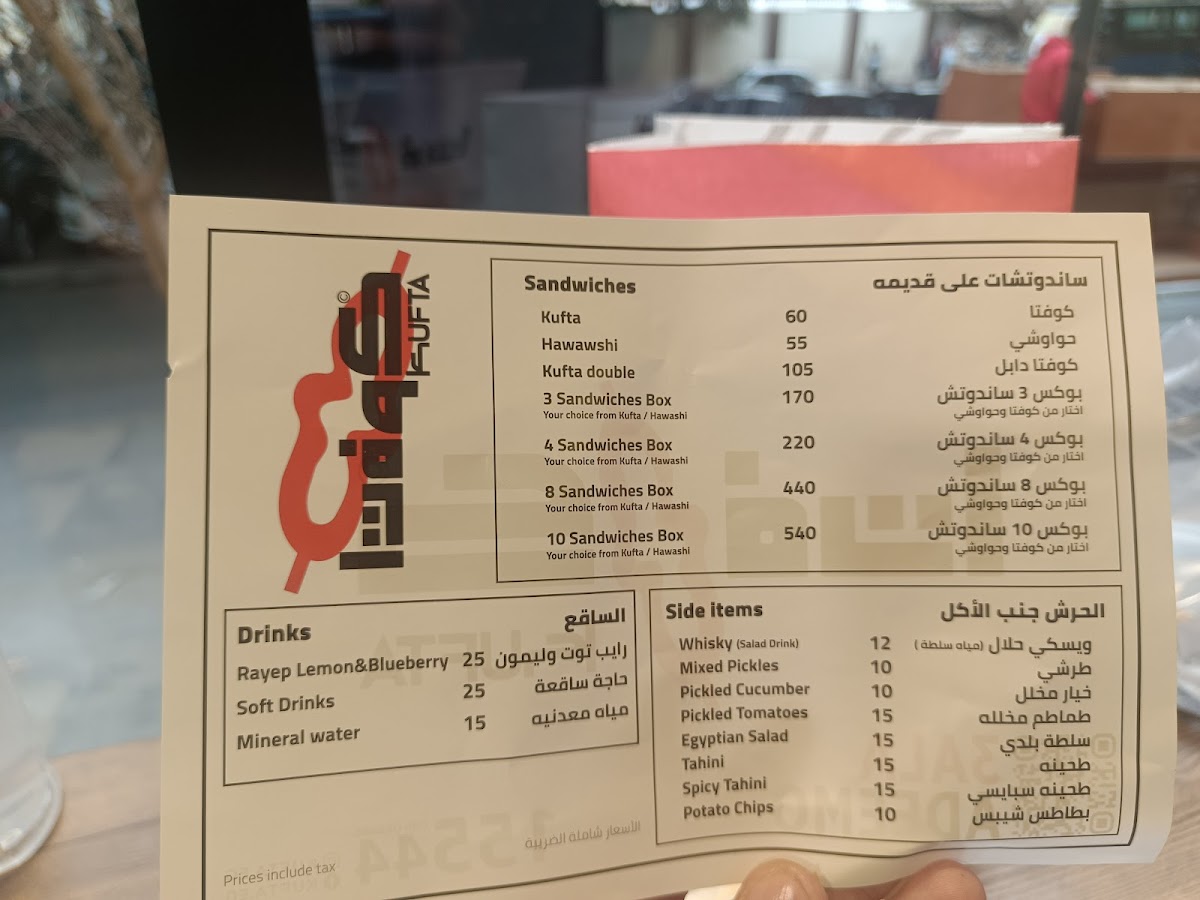 كوفتا
©
KUFTA
Sandwiches ساندوتشات على قديمه
Kufta 60 كوفتا
Hawawshi 55 حواوشي
Kufta double 105 كوفتا دابل
3 Sandwiches Box 170 بوكس 3 ساندوتش
Your choice from Kufta / Hawashi اختار من كوفتا وحواوشي
4 Sandwiches Box 220 بوكس 4 ساندوتش
Your choice from Kufta / Hawashi اختار من كوفتا وحواوشي
8 Sandwiches Box 440 بوكس 8 ساندوتش
Your choice from Kufta / Hawashi اختار من كوفتا وحواوشي
10 Sandwiches Box 540 بوكس 10 ساندوتش
Your choice from Kufta / Hawashi اختار من كوفتا وحواوشي
Drinks الساقع
Rayep Lemon&Blueberry 25 رايب توت وليمون
Soft Drinks 25 حاجة ساقعة
Mineral water 15 مياه معدنيه
Side items الحرش جنب الأكل
Whisky (Salad Drink) 12 ويسكي حلال (مياه سلطة)
Mixed Pickles 10 طرشي
Pickled Cucumber 10 خيار مخلل
Pickled Tomatoes 15 طماطم مخلله
Egyptian Salad 15 سلطة بلدي
Tahini 15 طحينه
Spicy Tahini 15 طحينه سبايسي
Potato Chips 10 بطاطس شيبس
Prices include tax الأسعار شاملة الضريبة
15544